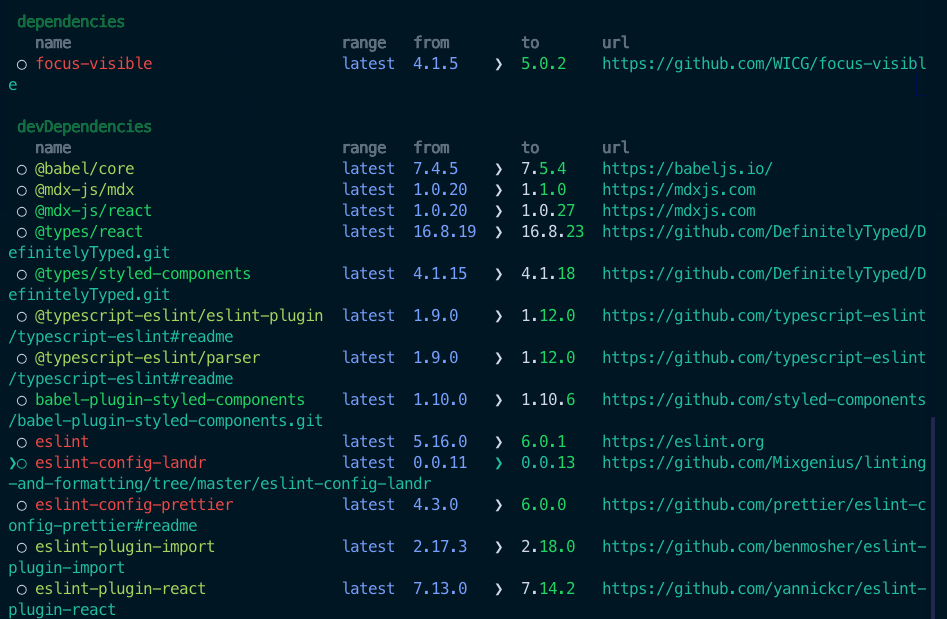 dependencies
name range from to url
○ focus-visible latest 4.1.5 ❯ 5.0.2 https://github.com/WICG/focus-visibl
e
devDependencies
name range from to url
○ @babel/core latest 7.4.5 ❯ 7.5.4 https://babeljs.io/
○ @mdx-js/mdx latest 1.0.20 ❯ 1.1.0 https://mdxjs.com
○ @mdx-js/react latest 1.0.20 ❯ 1.0.27 https://mdxjs.com
○ @types/react latest 16.8.19 ❯ 16.8.23 https://github.com/DefinitelyTyped/D
efinitelyTyped.git
○ @types/styled-components latest 4.1.15 ❯ 4.1.18 https://github.com/DefinitelyTyped/D
efinitelyTyped.git
○ @typescript-eslint/eslint-plugin latest 1.9.0 ❯ 1.12.0 https://github.com/typescript-eslint
/typescript-eslint#readme
○ @typescript-eslint/parser latest 1.9.0 ❯ 1.12.0 https://github.com/typescript-eslint
/typescript-eslint#readme
○ babel-plugin-styled-components latest 1.10.0 ❯ 1.10.6 https://github.com/styled-components
/babel-plugin-styled-components.git
○ eslint latest 5.16.0 ❯ 6.0.1 https://eslint.org
❯○ eslint-config-landr latest 0.0.11 ❯ 0.0.13 https://github.com/Mixgenius/linting
-and-formatting/tree/master/eslint-config-landr
○ eslint-config-prettier latest 4.3.0 ❯ 6.0.0 https://github.com/prettier/eslint-c
onfig-prettier#readme
○ eslint-plugin-import latest 2.17.3 ❯ 2.18.0 https://github.com/benmosher/eslint-
plugin-import
○ eslint-plugin-react latest 7.13.0 ❯ 7.14.2 https://github.com/yannickcr/eslint-
plugin-react